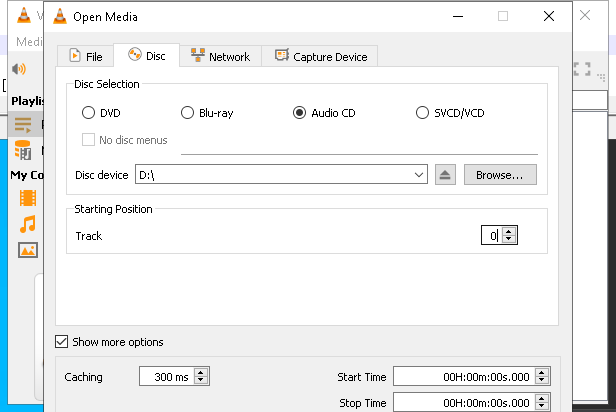 Open Media
Medi
File
Disc
Network
Capture Device
Playlis
My Co
Disc Selection
DVD
Blu-ray
Audio CD
SVCD/VCD
No disc menus
Disc device
D:\
Browse...
Starting Position
Track
0
Show more options
Caching
300 ms
Start Time
00H:00m:00s.000
Stop Time
00H:00m:00s.000